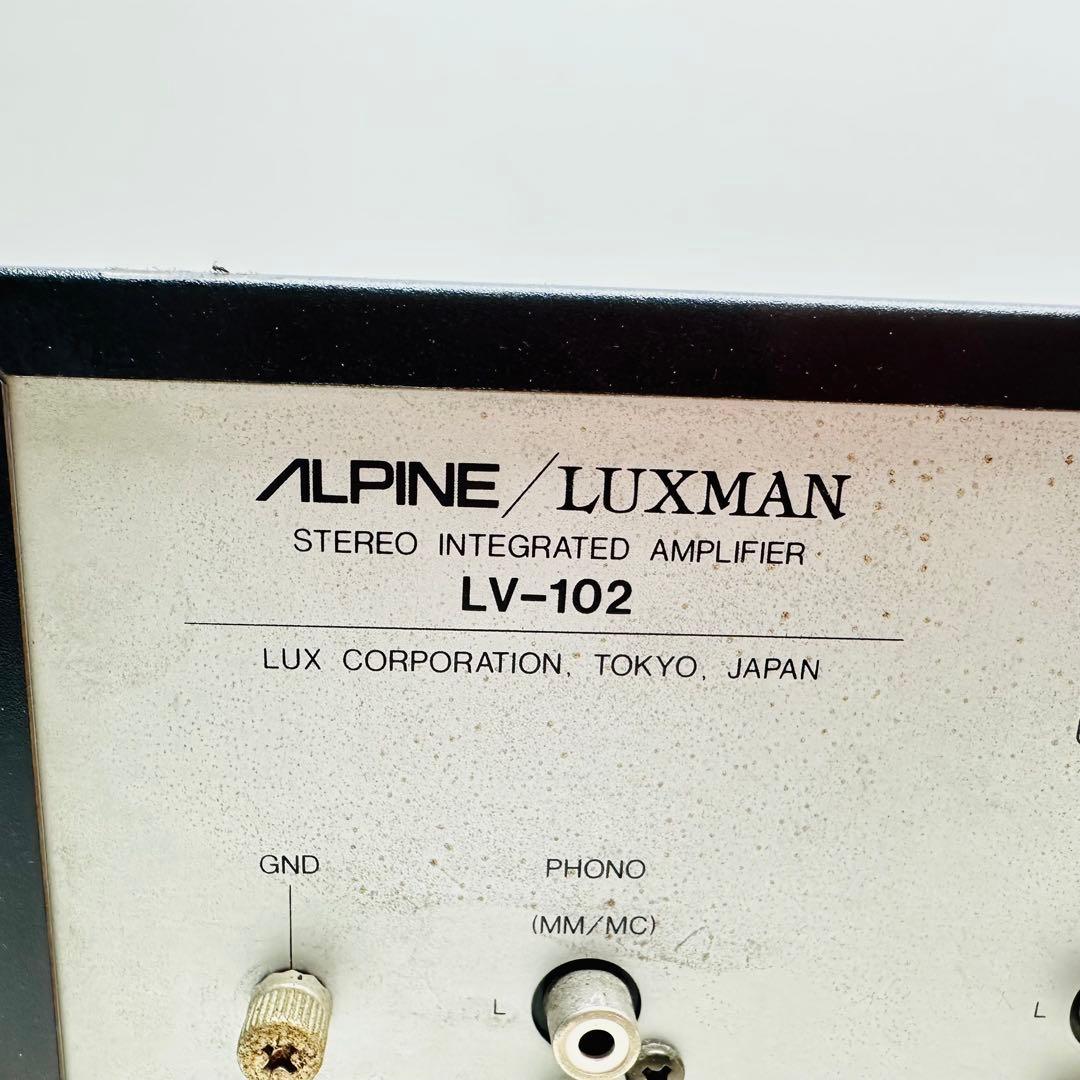 ALPINE/LUXMAN
STEREO INTEGRATED AMPLIFIER
LV-102
LUX CORPORATION, TOKYO, JAPAN
GND
PHONO
(MM/MC)
L
L